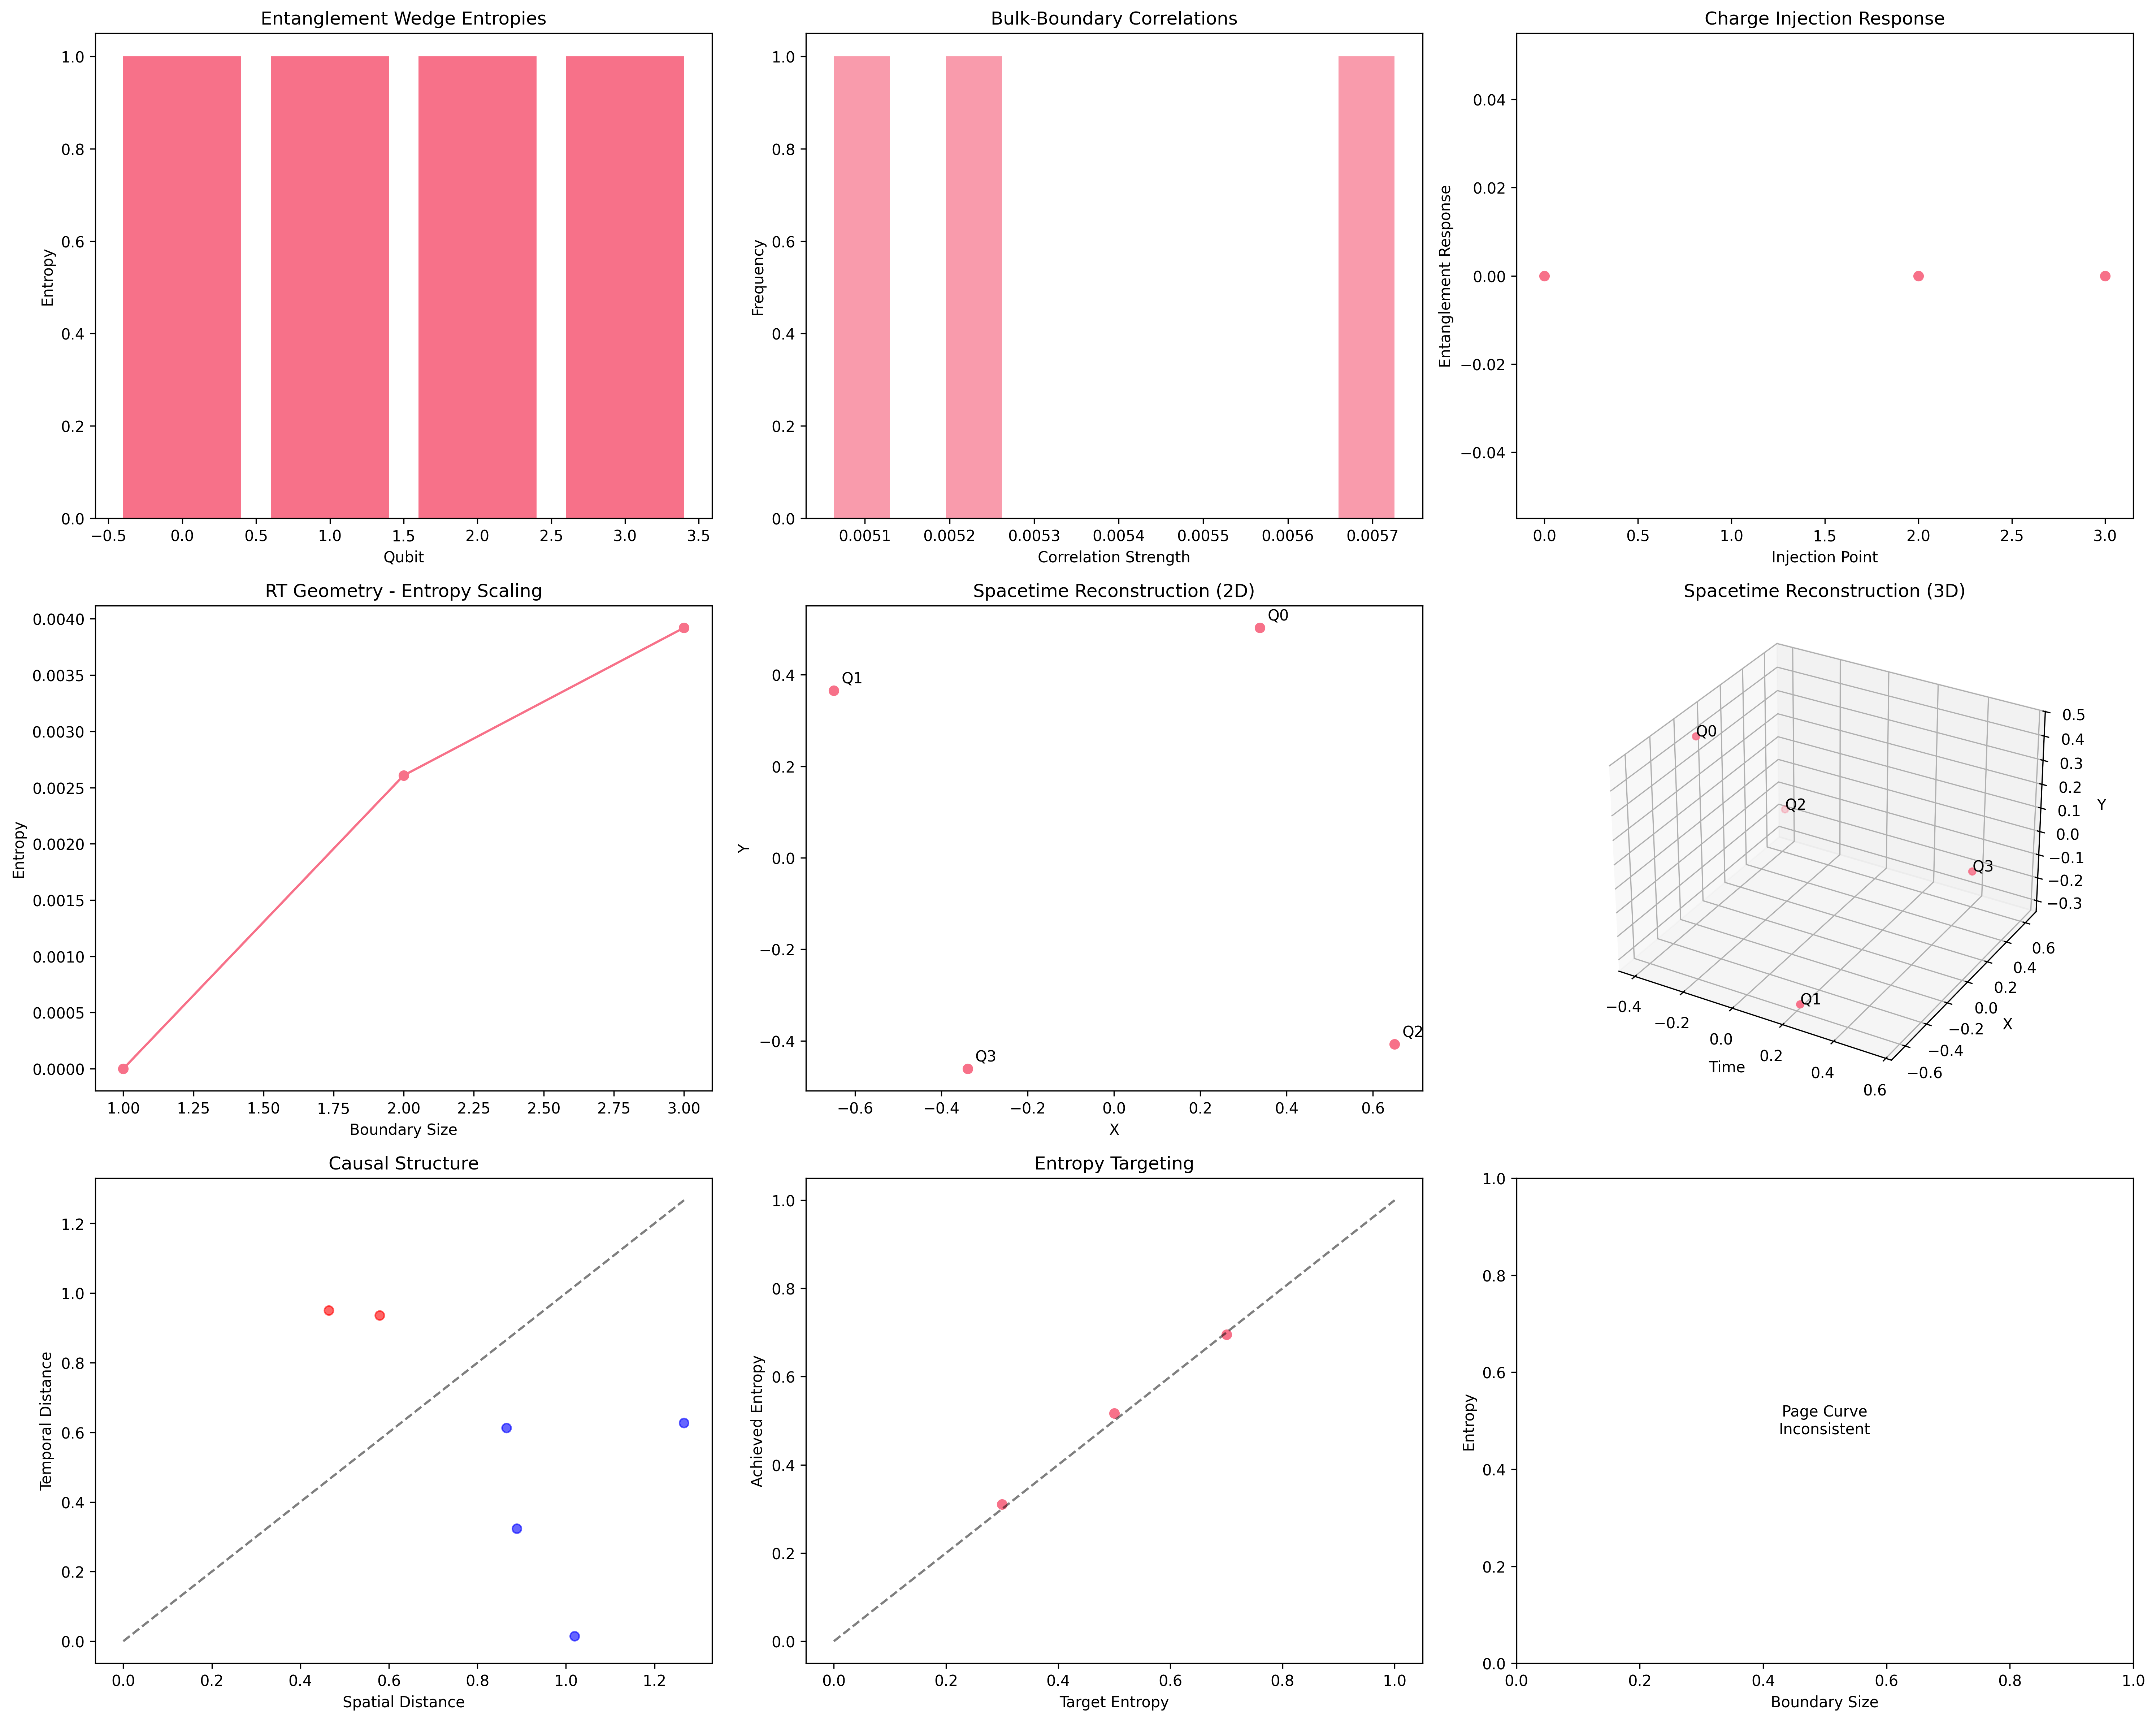 Entanglement Wedge Entropies
Entropy
1.0
0.8
0.6
0.4
0.2
0.0
−0.5 0.0 0.5 1.0 1.5 2.0 2.5 3.0 3.5
Qubit
Bulk-Boundary Correlations
Frequency
1.0
0.8
0.6
0.4
0.2
0.0
0.0051 0.0052 0.0053 0.0054 0.0055 0.0056 0.0057
Correlation Strength
Charge Injection Response
Entanglement Response
0.04
0.02
0.00
−0.02
−0.04
0.0 0.5 1.0 1.5 2.0 2.5 3.0
Injection Point
RT Geometry - Entropy Scaling
Entropy
0.0040
0.0035
0.0030
0.0025
0.0020
0.0015
0.0010
0.0005
0.0000
1.00 1.25 1.50 1.75 2.00 2.25 2.50 2.75 3.00
Boundary Size
Spacetime Reconstruction (2D)
Y
0.4
0.2
0.0
−0.2
−0.4
Q0
Q1
Q2
Q3
−0.6 −0.4 −0.2 0.0 0.2 0.4 0.6
X
Spacetime Reconstruction (3D)
Q0
Q2
Q3
Q1
0.5
0.4
0.3
0.2
0.1
0.0
−0.1
−0.2
−0.3
Y
0.6
0.4
0.2
0.0
−0.2
−0.4
−0.6
X
−0.4
−0.2
0.0
0.2
0.4
0.6
Time
Causal Structure
Temporal Distance
1.2
1.0
0.8
0.6
0.4
0.2
0.0
0.0 0.2 0.4 0.6 0.8 1.0 1.2
Spatial Distance
Entropy Targeting
Achieved Entropy
1.0
0.8
0.6
0.4
0.2
0.0
0.0 0.2 0.4 0.6 0.8 1.0
Target Entropy
Entropy
1.0
0.8
0.6
0.4
0.2
0.0
Page Curve
Inconsistent
0.0 0.2 0.4 0.6 0.8 1.0
Boundary Size